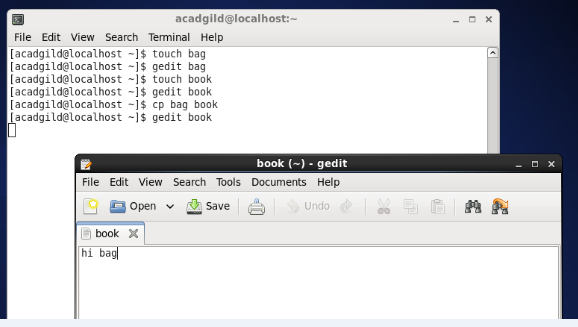 acadgild@localhost:~
File Edit View Search Terminal Help
[acadgild@localhost ~]$ touch bag
[acadgild@localhost ~]$ gedit bag
[acadgild@localhost ~]$ touch book
[acadgild@localhost ~]$ gedit book
[acadgild@localhost ~]$ cp bag book
[acadgild@localhost ~]$ gedit book
book (~) - gedit
File Edit View Search Tools Documents Help
Open Save Undo
book
hi bag